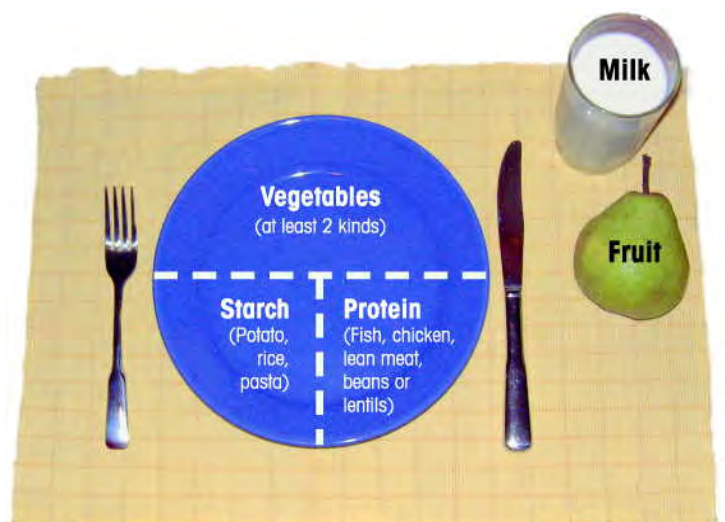 Milk
Vegetables
(at least 2 kinds)
Fruit
Starch
(Potato,
rice,
pasta)
Protein
(Fish, chicken,
lean meat,
beans or
lentils)